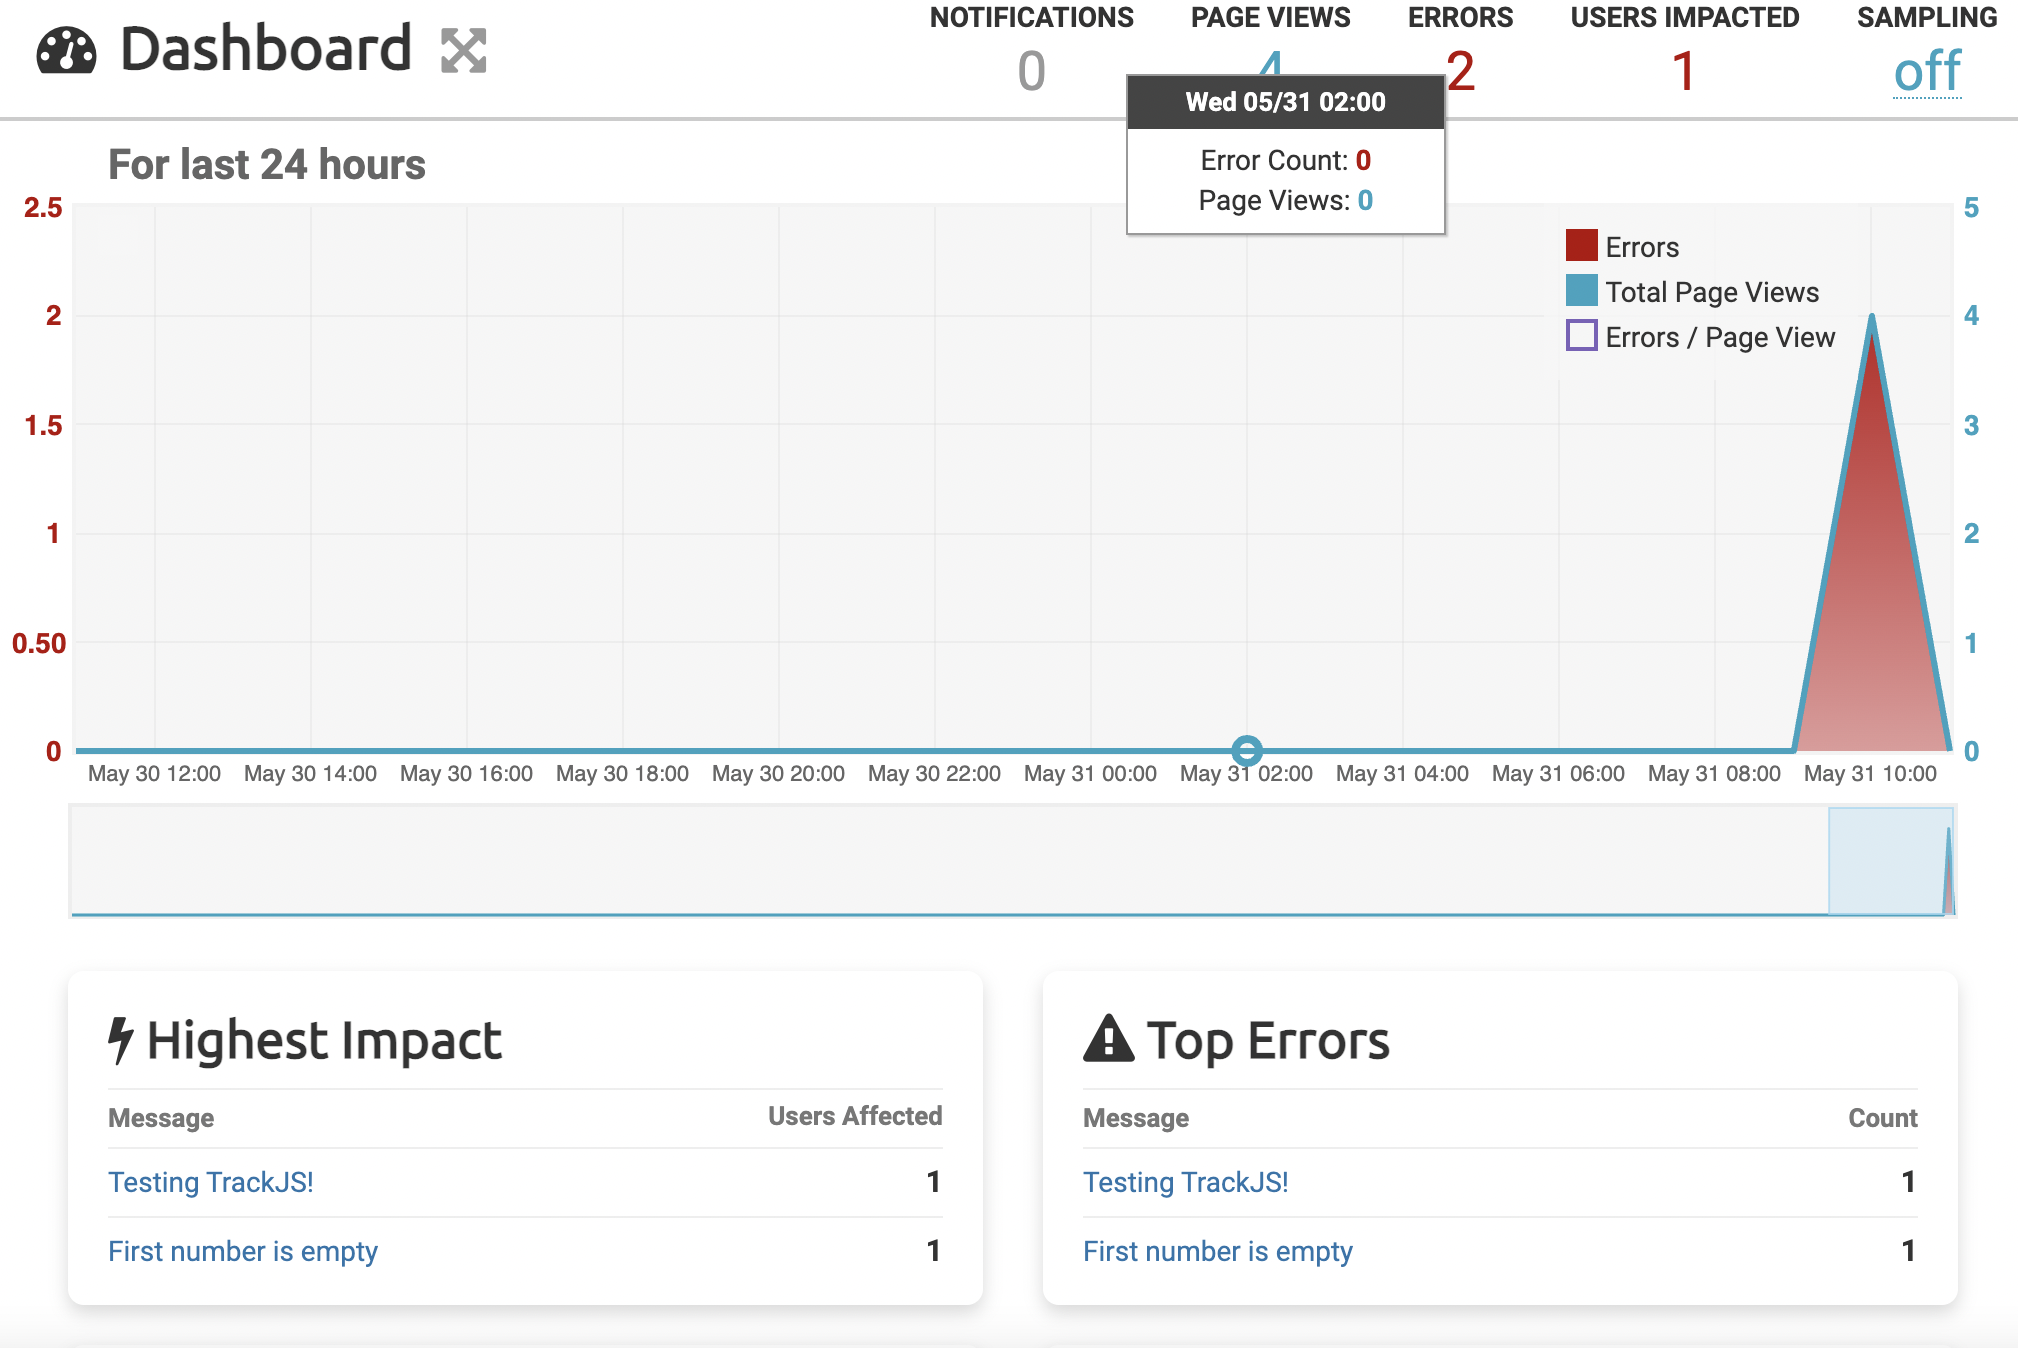 Dashboard
NOTIFICATIONS PAGE VIEWS ERRORS USERS IMPACTED SAMPLING
0 4 2 1 off
Wed 05/31 02:00
Error Count: 0
Page Views: 0
For last 24 hours
2.5 5
Errors
Total Page Views
2 4
Errors / Page View
1.5 3
1 2
0.50 1
0 0
May 30 12:00 May 30 14:00 May 30 16:00 May 30 18:00 May 30 20:00 May 30 22:00 May 31 00:00 May 31 02:00 May 31 04:00 May 31 06:00 May 31 08:00 May 31 10:00
Highest Impact
Message Users Affected
Testing TrackJS! 1
First number is empty 1
Top Errors
Message Count
Testing TrackJS! 1
First number is empty 1